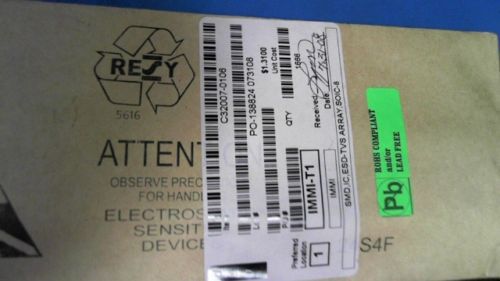 RESY
5616
ATTENT
OBSERVE PREC
FOR HAND
ELECTROS
SENSIT
DEVICE
S4F
C32007-0106
PO-138824 073108
$1.3100
Unit Cost
QTY
1666
Received
Date
PU#
IMMI-T1
IMMI
SMD,IC,ESD-TVS ARRAY,SOIC-8
Preferred
Location
1
Pb
ROHS COMPLIANT
and/or
LEAD FREE